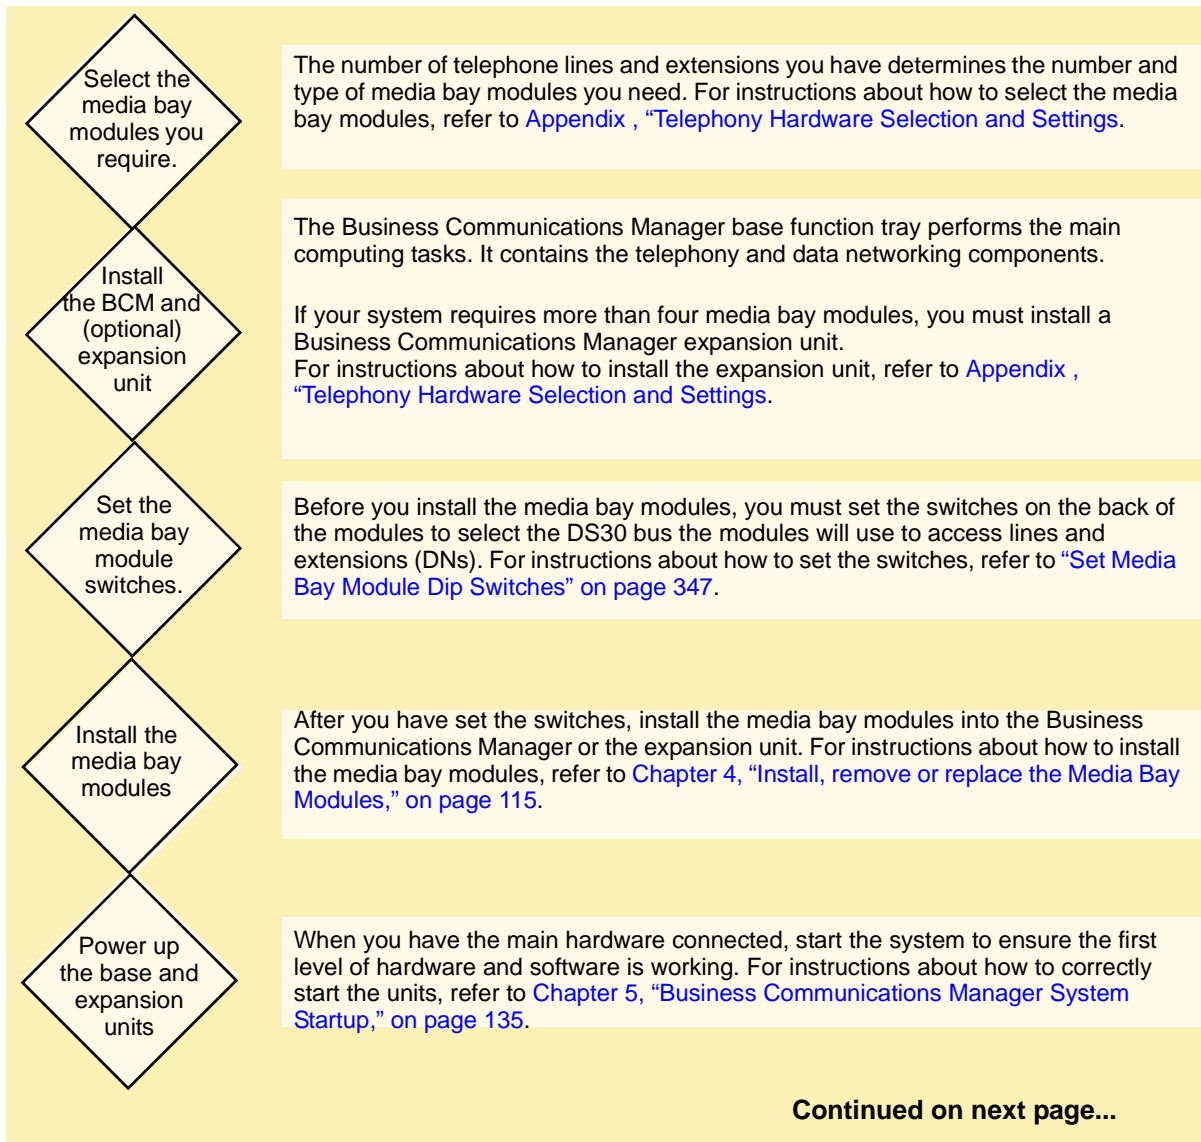 Select the
media bay
modules you
require.
The number of telephone lines and extensions you have determines the number and
type of media bay modules you need. For instructions about how to select the media
bay modules, refer to Appendix , “Telephony Hardware Selection and Settings.
Install
the BCM and
(optional)
expansion
unit
The Business Communications Manager base function tray performs the main
computing tasks. It contains the telephony and data networking components.
If your system requires more than four media bay modules, you must install a
Business Communications Manager expansion unit.
For instructions about how to install the expansion unit, refer to Appendix ,
“Telephony Hardware Selection and Settings.
Set the
media bay
module
switches.
Before you install the media bay modules, you must set the switches on the back of
the modules to select the DS30 bus the modules will use to access lines and
extensions (DNs). For instructions about how to set the switches, refer to “Set Media
Bay Module Dip Switches” on page 347.
Install the
media bay
modules
After you have set the switches, install the media bay modules into the Business
Communications Manager or the expansion unit. For instructions about how to install
the media bay modules, refer to Chapter 4, “Install, remove or replace the Media Bay
Modules,” on page 115.
Power up
the base and
expansion
units
When you have the main hardware connected, start the system to ensure the first
level of hardware and software is working. For instructions about how to correctly
start the units, refer to Chapter 5, “Business Communications Manager System
Startup,” on page 135.
Continued on next page...